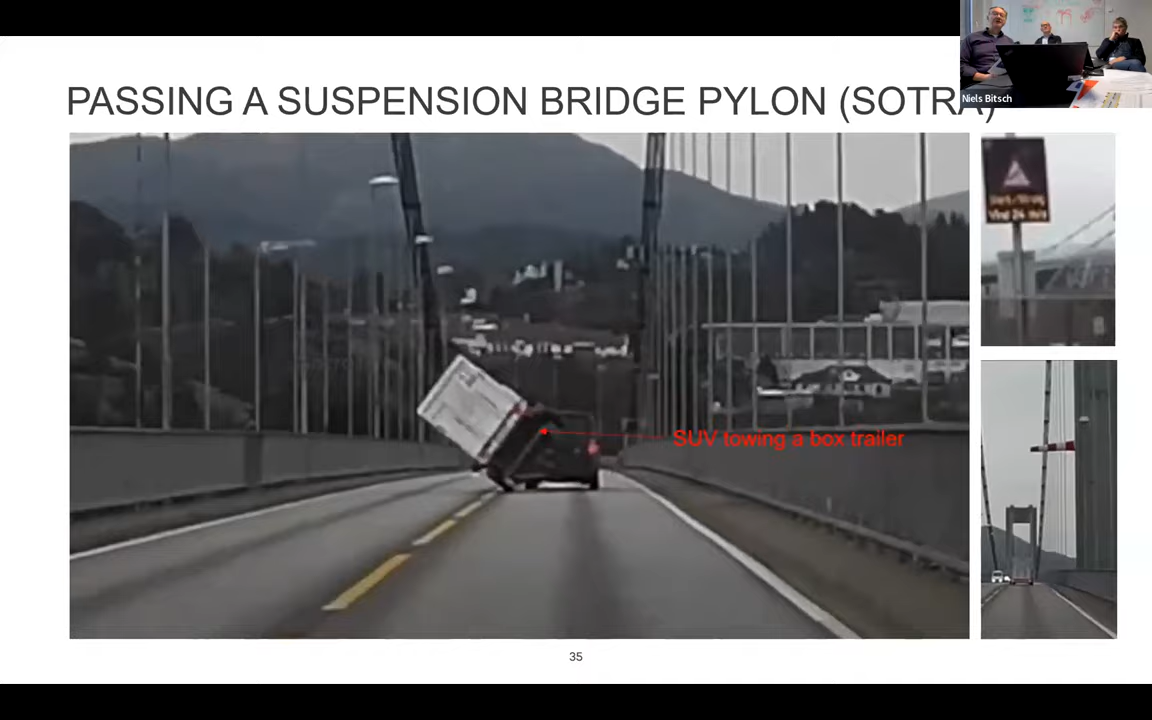 PASSING A SUSPENSION BRIDGE PYLON (SOTRA)
Niels Bitsch
SUV towing a box trailer
35